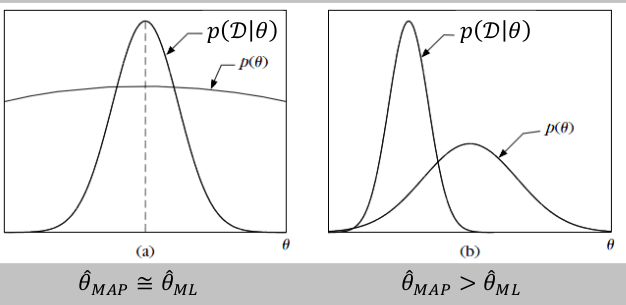 p(𝒟|θ)
p(θ)
(a)
θ
p(𝒟|θ)
p(θ)
(b)
θ
θ̂_MAP ≅ θ̂_ML
θ̂_MAP > θ̂_ML